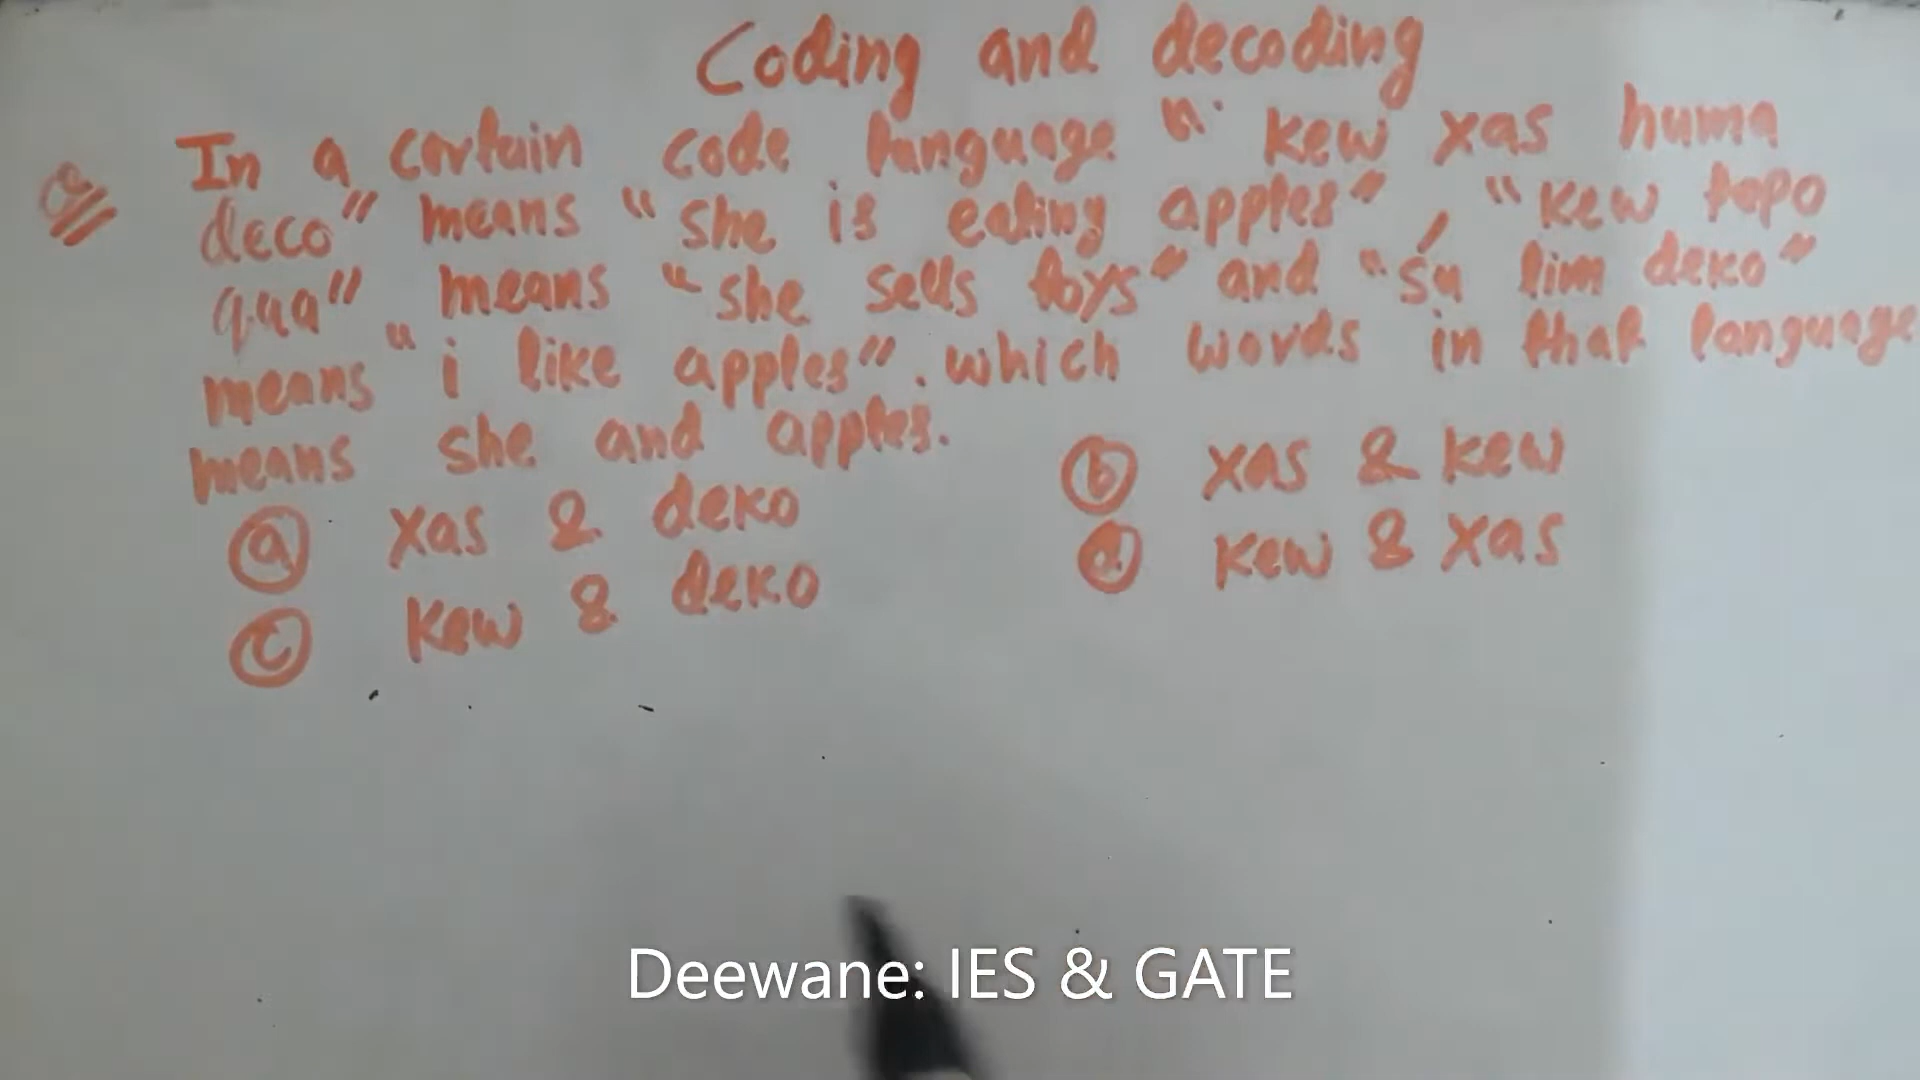 Coding and decoding
Q In a certain code language " kew xas huma
deco" means "she is eating apples", "kew topo
qua" means "she sells toys" and "su lim deko"
means "i like apples". which words in that language
means she and apples.
(a) xas & deko
(b) xas & kew
(c) kew & deko
(d) kew & xas
Deewane: IES & GATE